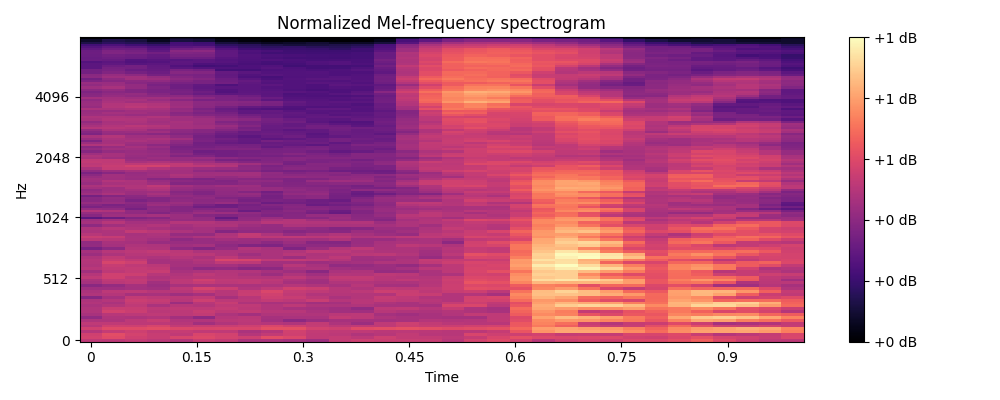 Normalized Mel-frequency spectrogram
Hz
4096
2048
1024
512
0
0
0.15
0.3
0.45
0.6
0.75
0.9
Time
+1 dB
+1 dB
+1 dB
+0 dB
+0 dB
+0 dB